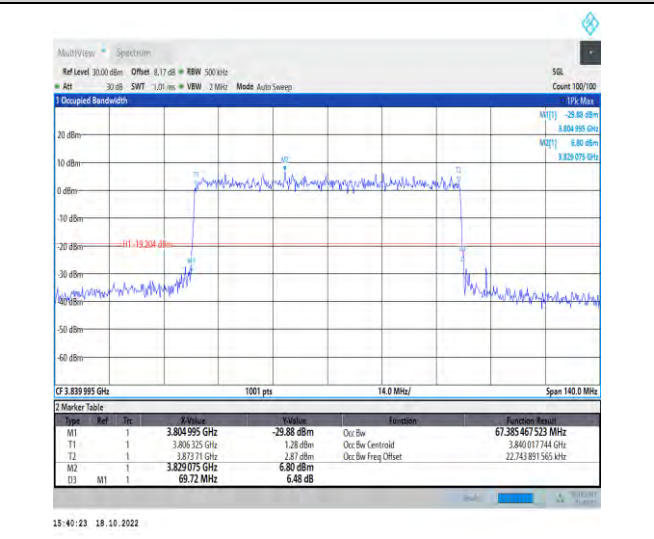 MultiView Spectrum
Ref Level 30.00 dBm Offset 8.17 dB RBW 500 kHz SGL
Att 30 dB SWT 1.01 ms VBW 2 MHz Mode Auto Sweep Count 100/100
1 Occupied Bandwidth 1Pk Max
M1[1] -29.88 dBm
3.804 995 GHz
M2[1] 6.80 dBm
3.829 075 GHz
20 dBm
M2
T1 T2
10 dBm
0 dBm
-10 dBm
-20 dBm H1 -19.204 dBm
M1
-30 dBm
-40 dBm
-50 dBm
-60 dBm
CF 3.839 995 GHz 1001 pts 14.0 MHz/ Span 140.0 MHz
2 Marker Table
Type Ref Trc X-Value Y-Value Function Function Result
M1 1 3.804 995 GHz -29.88 dBm Occ Bw 67.385 467 523 MHz
T1 1 3.806 325 GHz 1.28 dBm Occ Bw Centroid 3.840 017 744 GHz
T2 1 3.873 71 GHz 2.87 dBm Occ Bw Freq Offset 22.743 891 565 kHz
M2 1 3.829 075 GHz 6.80 dBm
D3 M1 1 69.72 MHz 6.48 dB
15:40:23 18.10.2022